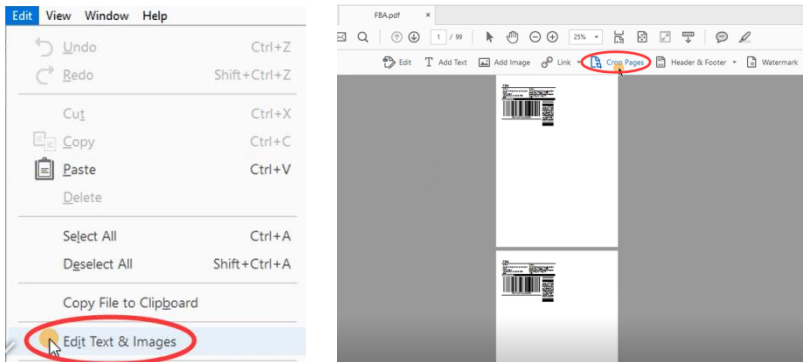 Edit View Window Help
Undo Ctrl+Z
Redo Shift+Ctrl+Z
Cut Ctrl+X
Copy Ctrl+C
Paste Ctrl+V
Delete
Select All Ctrl+A
Deselect All Shift+Ctrl+A
Copy File to Clipboard
Edit Text & Images
FBA.pdf ×
1 / 99 25%
Edit Add Text Add Image Link Crop Pages Header & Footer Watermark